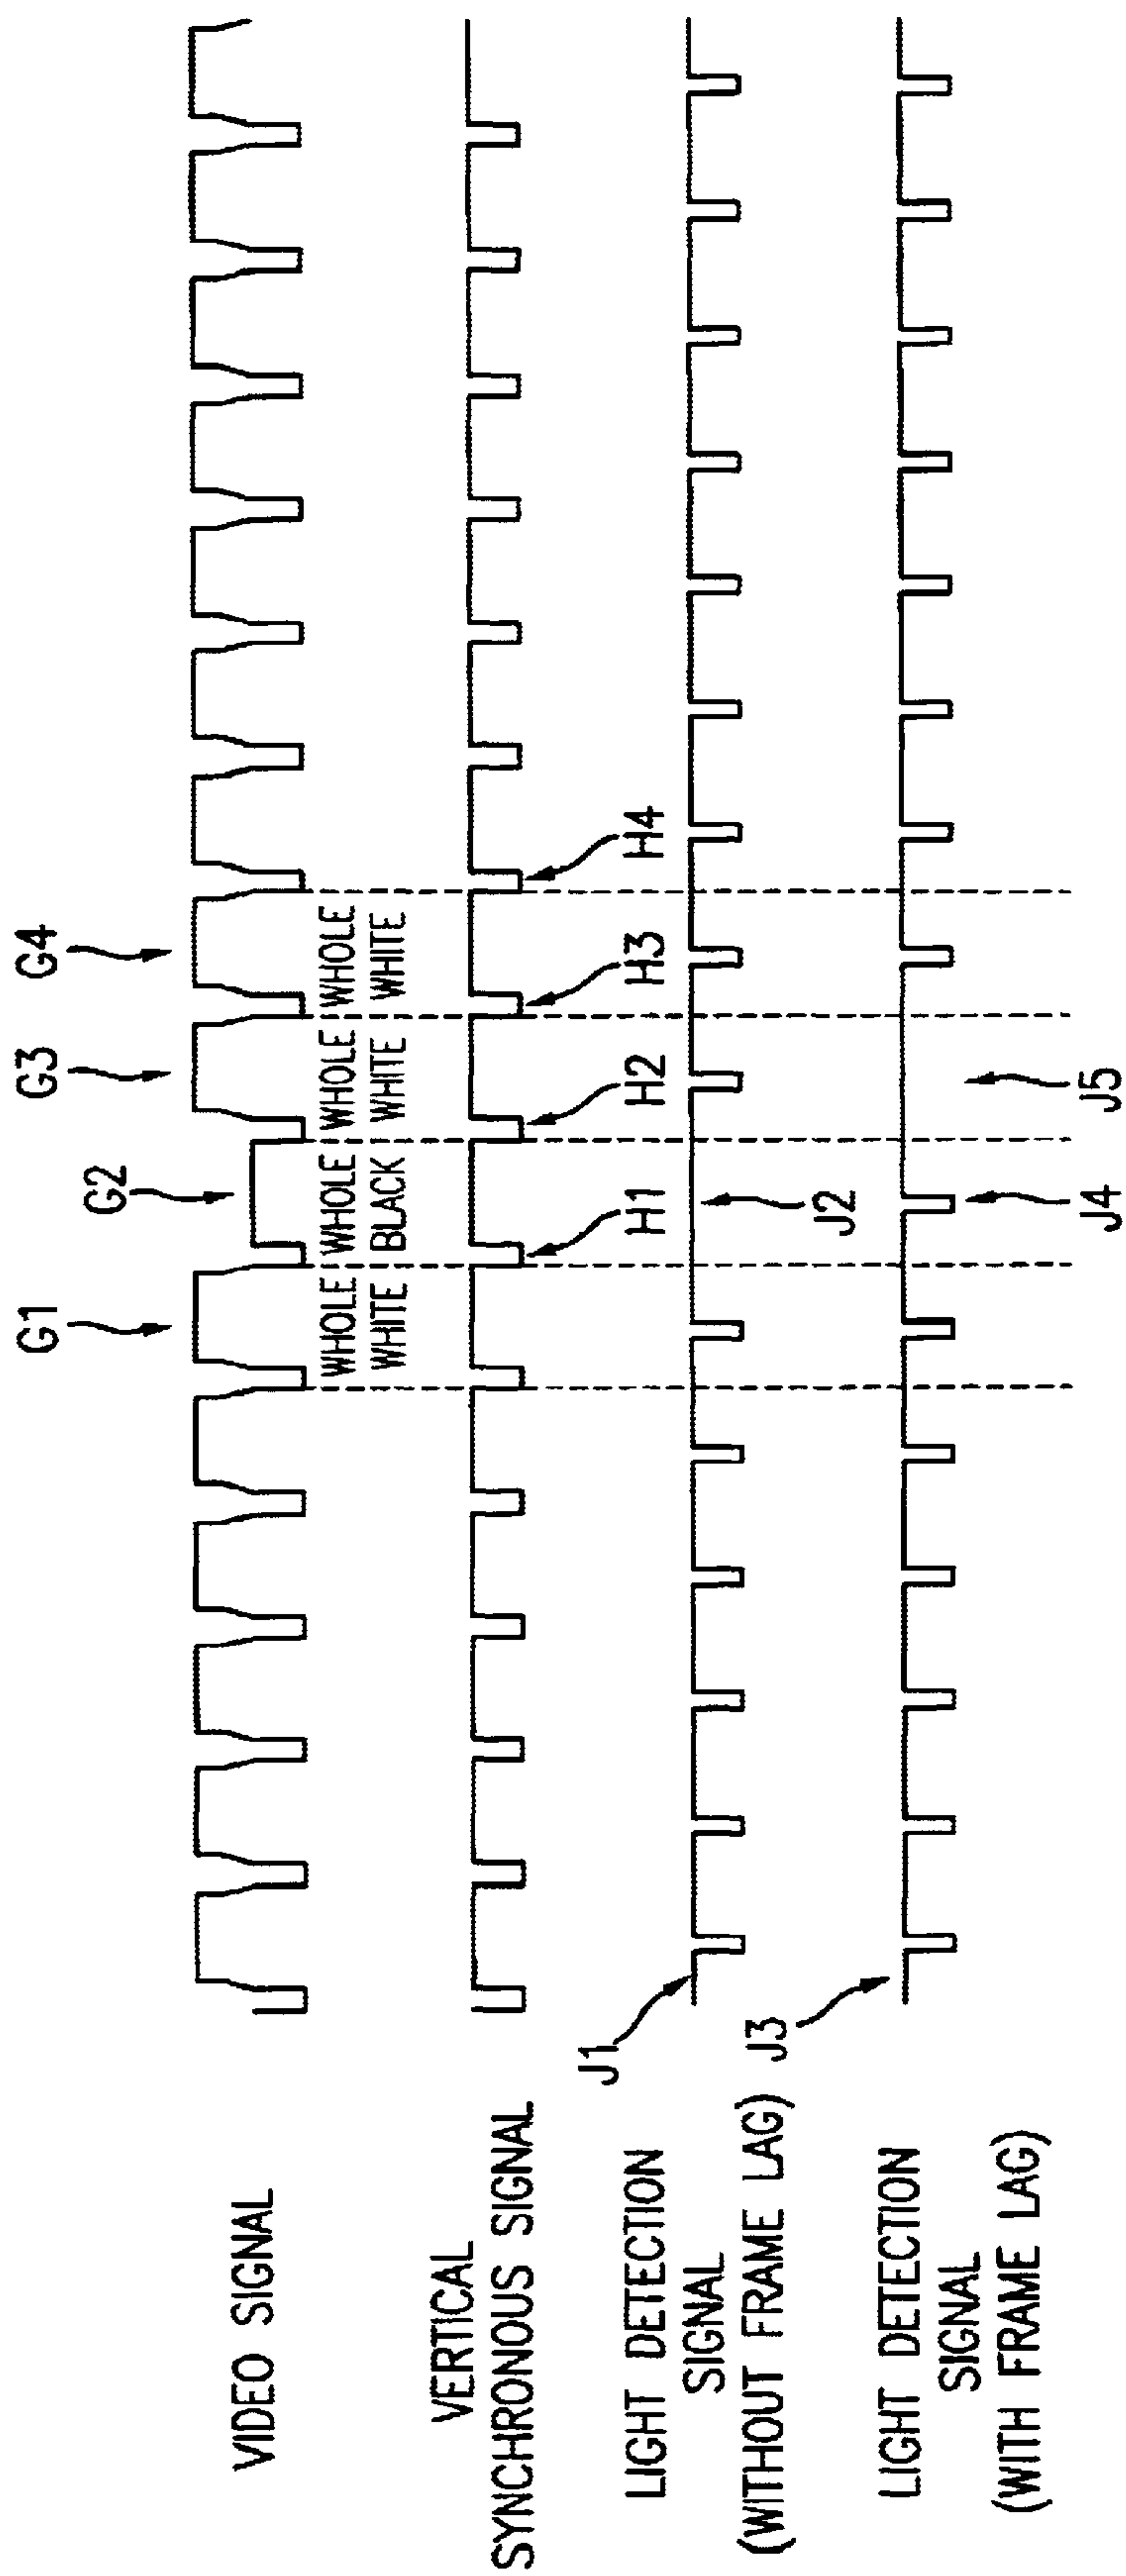 G1
G2
G3
G4
VIDEO SIGNAL
WHOLE
WHITE
WHOLE
BLACK
WHOLE
WHITE
WHOLE
WHITE
VERTICAL
SYNCHRONOUS SIGNAL
H1
H2
H3
H4
J1
LIGHT DETECTION
SIGNAL
(WITHOUT FRAME LAG)
J2
J3
LIGHT DETECTION
SIGNAL
(WITH FRAME LAG)
J4
J5